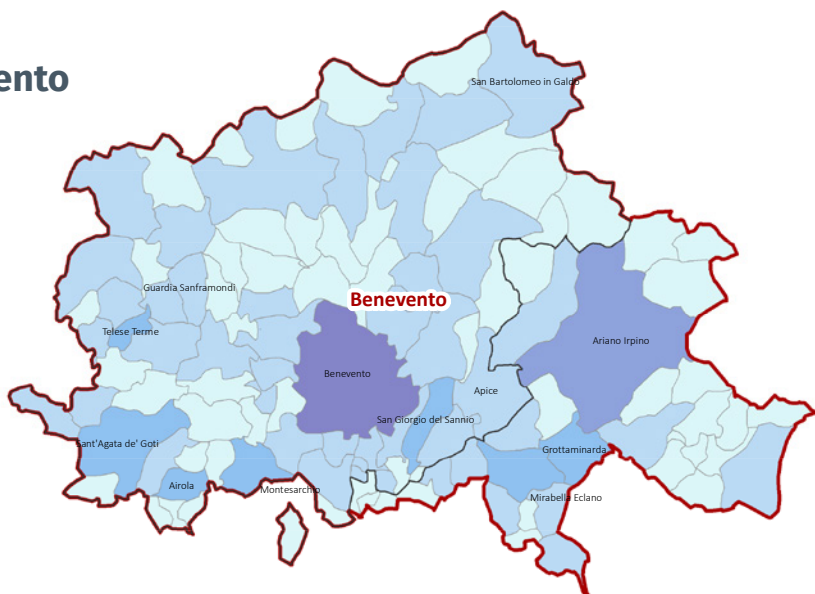 ento
San Bartolomeo in Galdo
Guardia Sanframondi
Benevento
Telese Terme
Ariano Irpino
Benevento
Apice
San Giorgio del Sannio
Sant'Agata de' Goti
Grottaminarda
Airola
Montesarchio
Mirabella Eclano